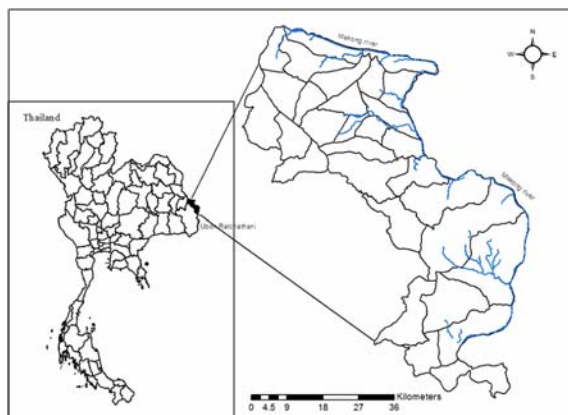 Thailand
Ubon Ratchathani
Mekong river
Mekong river
N
W E
S
Kilometers
0 4.5 9 18 27 36